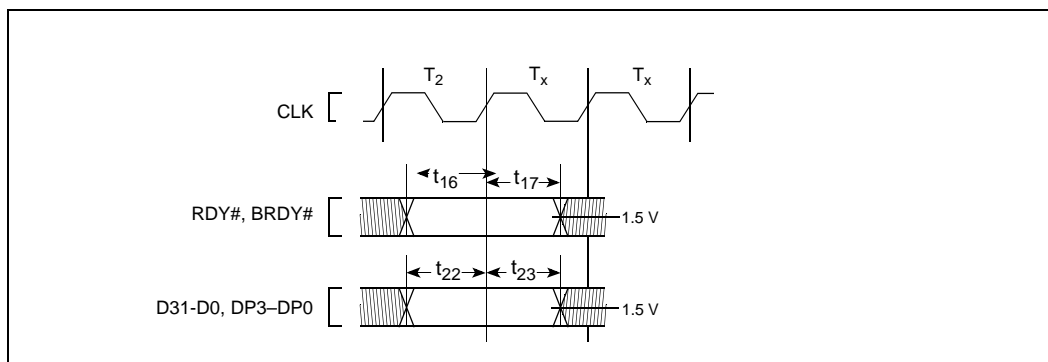 T2 Tx Tx
CLK
t16 t17
RDY#, BRDY#
1.5 V
t22 t23
D31-D0, DP3–DP0
1.5 V